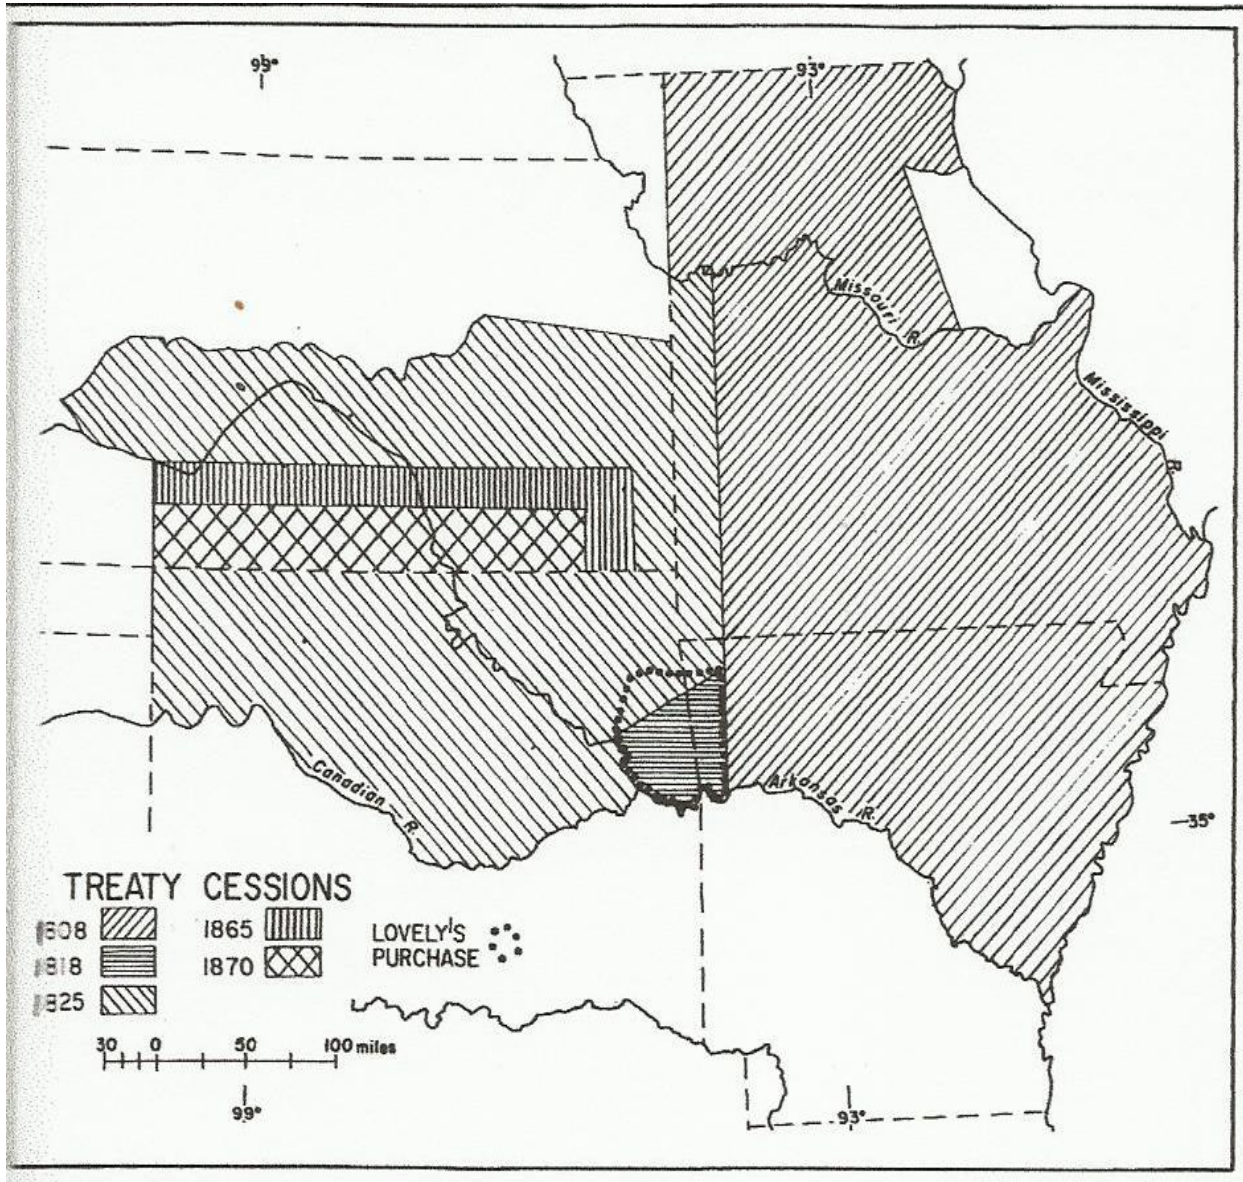 99°
93°
Missouri R.
Mississippi R.
Canadian R.
Arkansas R.
35°
TREATY CESSIONS
1808
1865
1818
1870
1825
LOVELY'S
PURCHASE
30 0 50 100 miles
99°
93°